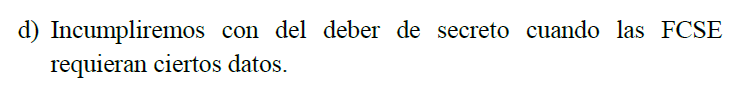 d) Incumpliremos con del deber de secreto cuando las FCSE
requieran ciertos datos.